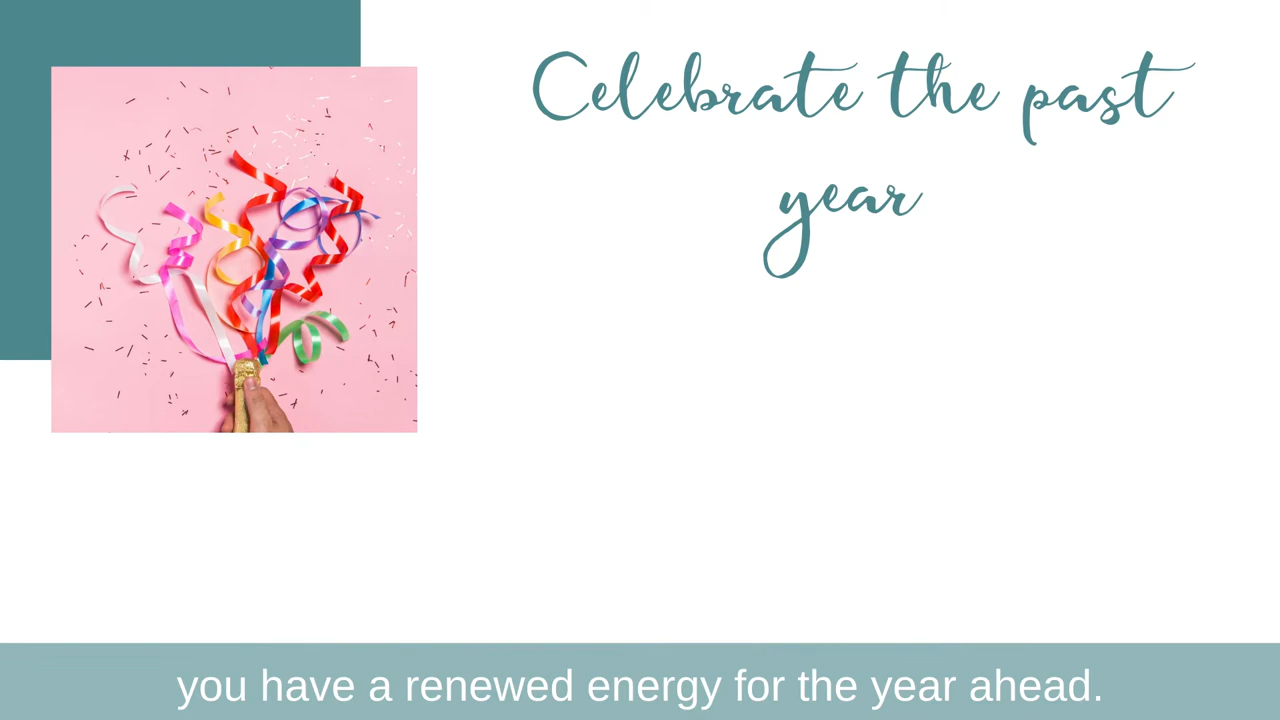 Celebrate the past
year
you have a renewed energy for the year ahead.